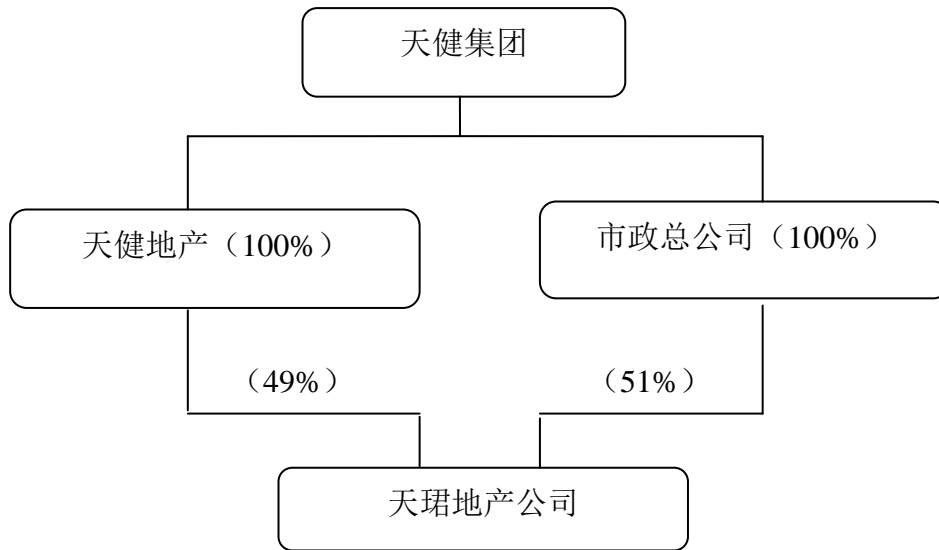 天健集团
天健地产（100%）
市政总公司（100%）
（49%）
（51%）
天珺地产公司